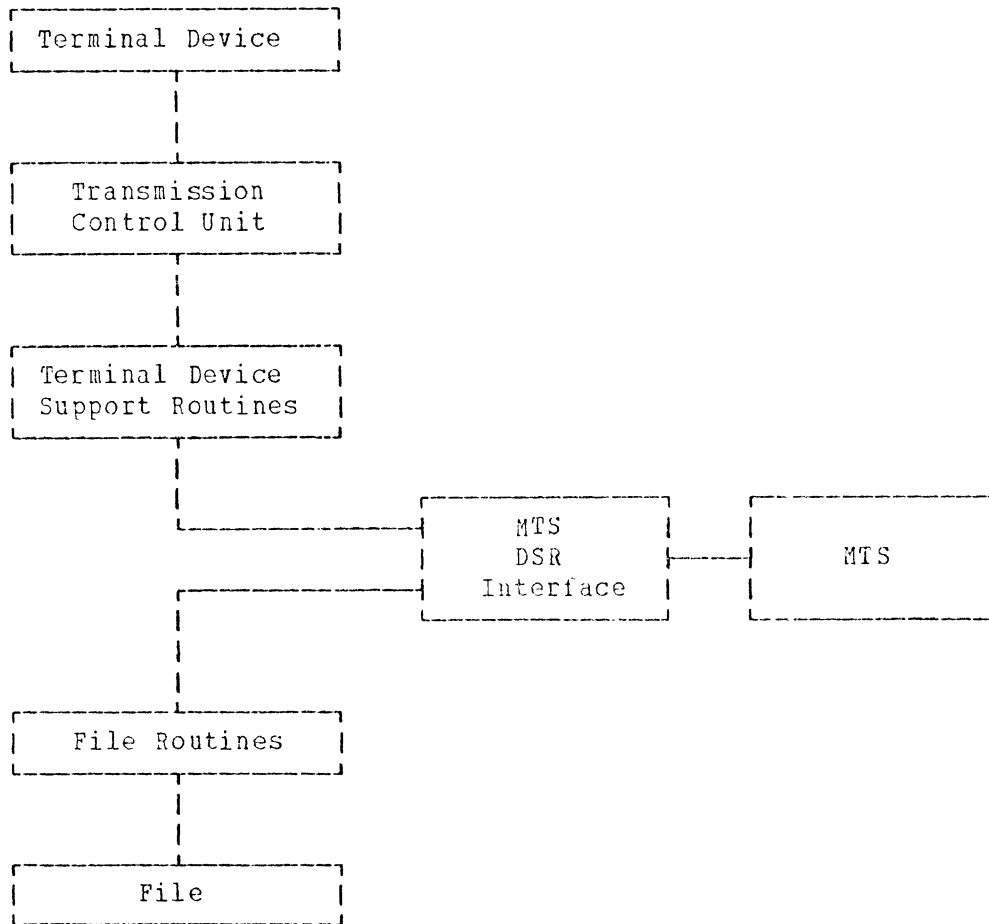 Terminal Device
Transmission
Control Unit
Terminal Device
Support Routines
MTS
DSR
Interface
MTS
File Routines
File